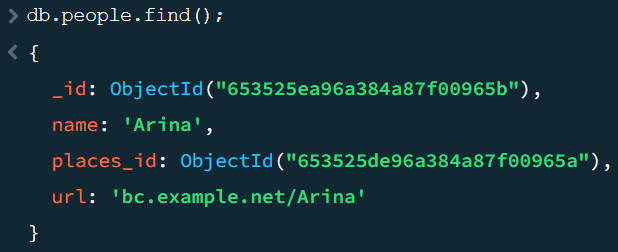 > db.people.find();
< {
_id: ObjectId("653525ea96a384a87f00965b"),
name: 'Arina',
places_id: ObjectId("653525de96a384a87f00965a"),
url: 'bc.example.net/Arina'
}